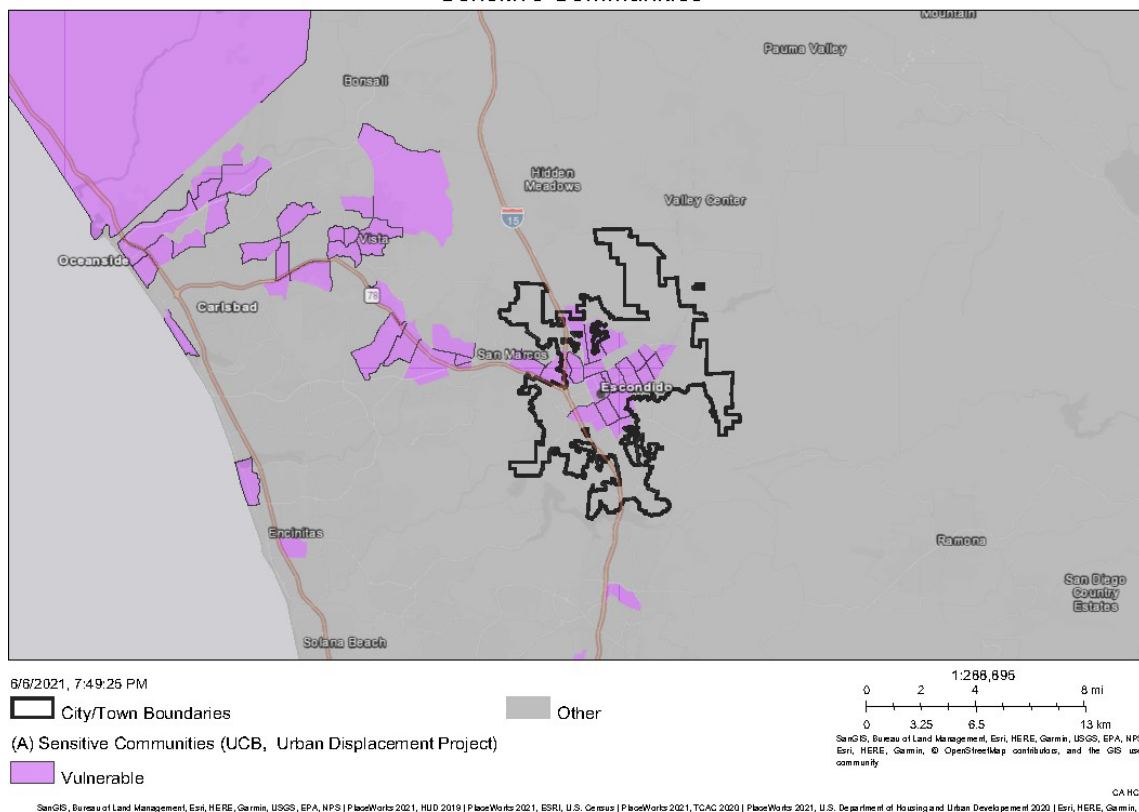 Sensitive Communities
Mountain
Pauma Valley
Bonsall
Hidden
Meadows
Valley Center
15
Vista
Oceanside
78
Carlsbad
San Marcos
Escondido
Encinitas
Ramona
San Diego
Country
Estates
Solana Beach
6/6/2021, 7:49:25 PM
City/Town Boundaries
Other
(A) Sensitive Communities (UCB, Urban Displacement Project)
Vulnerable
1:288,895
0 2 4 8 mi
0 3.25 6.5 13 km
SanGIS, Bureau of Land Management, Esri, HERE, Garmin, USGS, EPA, NPS
Esri, HERE, Garmin, © OpenStreetMap contributors, and the GIS use
community
CA HC
SanGIS, Bureau of Land Management, Esri, HERE, Garmin, USGS, EPA, NPS | PlaceWorks 2021, HUD 2019 | PlaceWorks 2021, ESRI, U.S. Census | PlaceWorks 2021, TCAC 2020 | PlaceWorks 2021, U.S. Department of Housing and Urban Developement 2020 | Esri, HERE, Garmin,